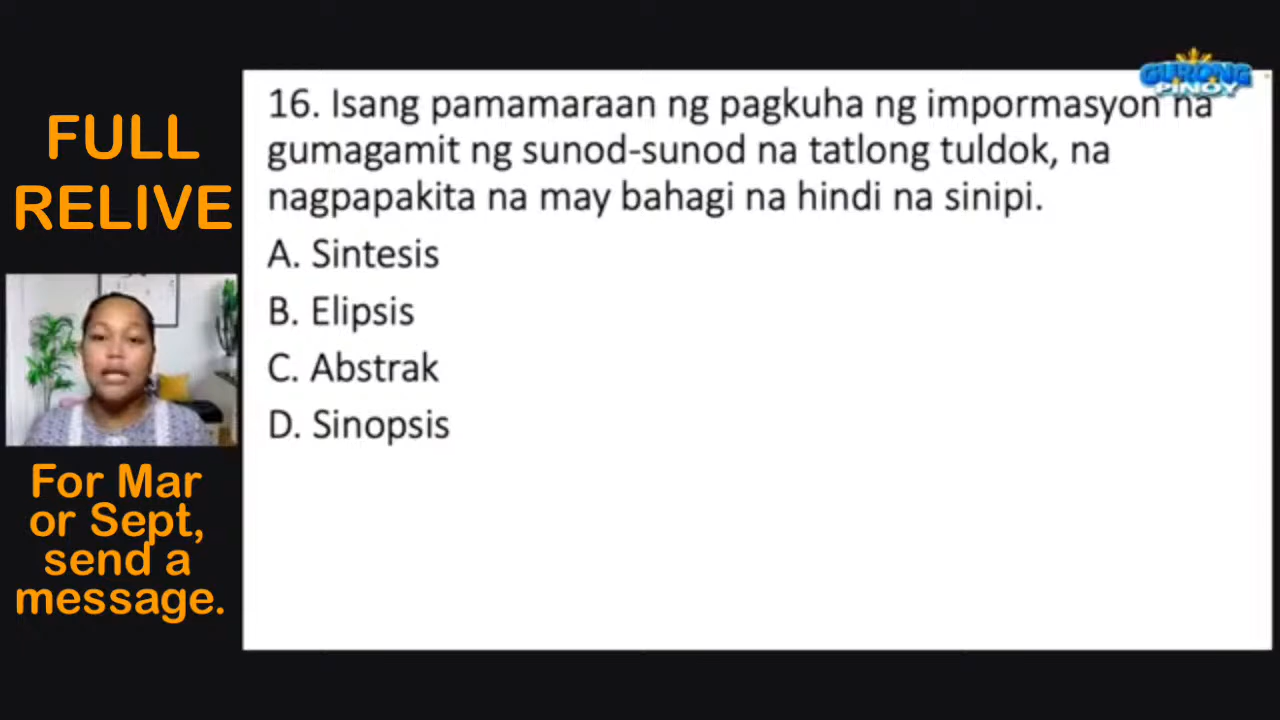 GURONG
PINOY
FULL
RELIVE
16. Isang pamamaraan ng pagkuha ng impormasyon na
gumagamit ng sunod-sunod na tatlong tuldok, na
nagpapakita na may bahagi na hindi na sinipi.
A. Sintesis
B. Elipsis
C. Abstrak
D. Sinopsis
For Mar
or Sept,
send a
message.